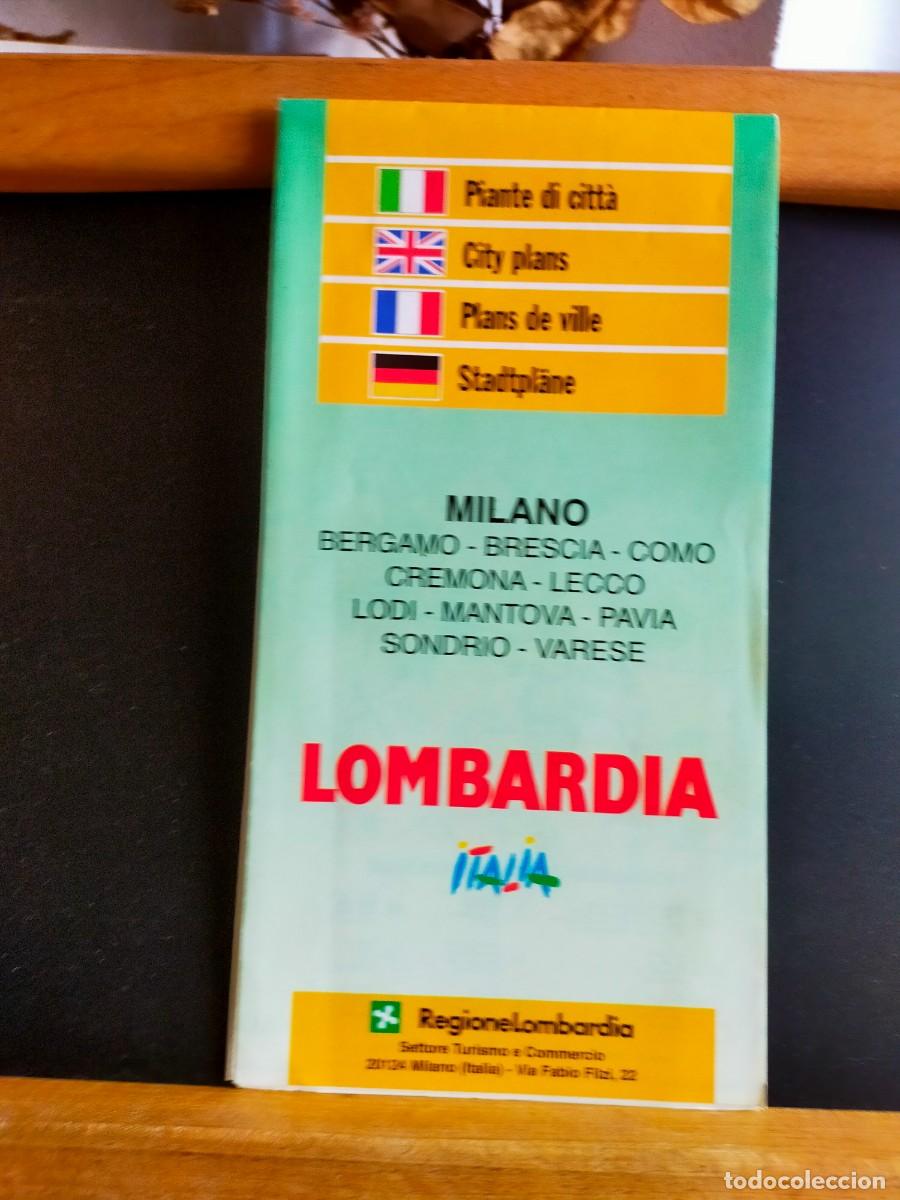 Piante di città
City plans
Plans de ville
Stadtpläne
MILANO
BERGAMO - BRESCIA - COMO
CREMONA - LECCO
LODI - MANTOVA - PAVIA
SONDRIO - VARESE
LOMBARDIA
iTALiA
RegioneLombardia
Settore Turismo e Commercio
20124 Milano (Italia) - Via Fabio Filzi, 22
todocoleccion